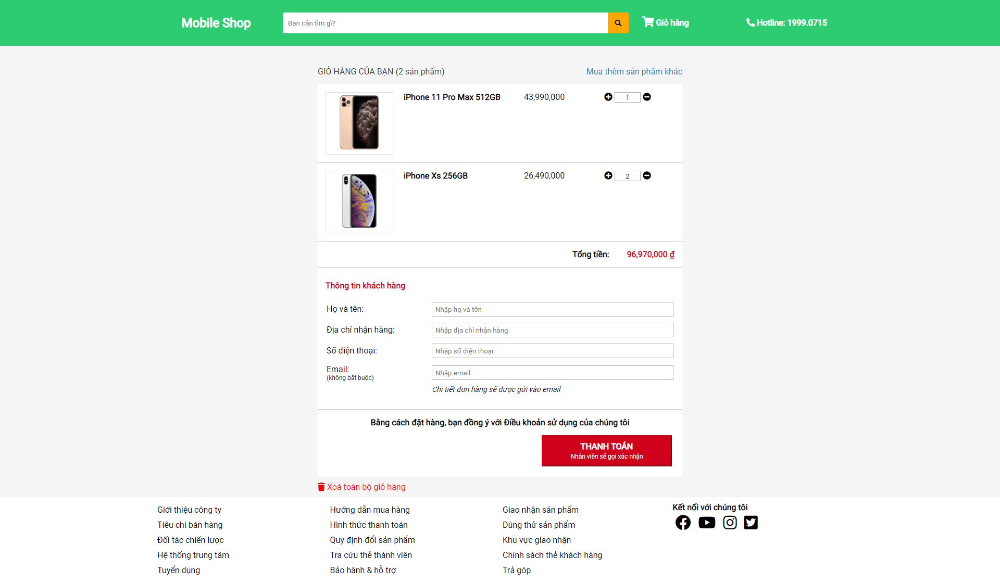 Mobile Shop
Bạn cần tìm gì?
Giỏ hàng
Hotline: 1999.0715
GIỎ HÀNG CỦA BẠN (2 sản phẩm)
Mua thêm sản phẩm khác
iPhone 11 Pro Max 512GB
43,990,000
1
iPhone Xs 256GB
26,490,000
2
Tổng tiền:
96,970,000 ₫
Thông tin khách hàng
Họ và tên:
Nhập họ và tên
Địa chỉ nhận hàng:
Nhập địa chỉ nhận hàng
Số điện thoại:
Nhập số điện thoại
Email:
(không bắt buộc)
Nhập email
Chi tiết đơn hàng sẽ được gửi vào email
Bằng cách đặt hàng, bạn đồng ý với Điều khoản sử dụng của chúng tôi
THANH TOÁN
Nhân viên sẽ gọi xác nhận
Xoá toàn bộ giỏ hàng
Giới thiệu công ty
Tiêu chí bán hàng
Đối tác chiến lược
Hệ thống trung tâm
Tuyển dụng
Hướng dẫn mua hàng
Hình thức thanh toán
Quy định đổi sản phẩm
Tra cứu thẻ thành viên
Bảo hành & hỗ trợ
Giao nhận sản phẩm
Dùng thử sản phẩm
Khu vực giao nhận
Chính sách thẻ khách hàng
Trả góp
Kết nối với chúng tôi